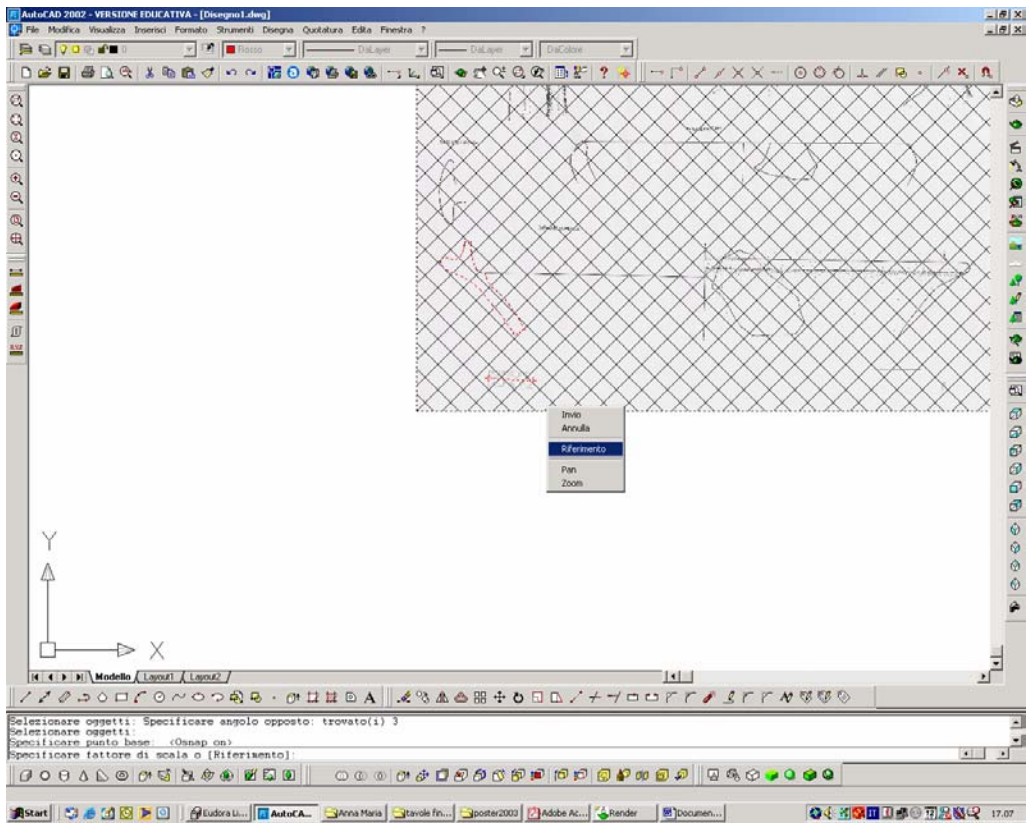 AutoCAD 2002 - VERSIONE EDUCATIVA - [Disegno1.dwg]
File Modifica Visualizza Inserisci Formato Strumenti Disegna Quotatura Edita Finestra ?
0 Rosso DaLayer DaLayer DaColore
Invio
Annulla
Riferimento
Pan
Zoom
Y
X
Modello Layout1 Layout2
Selezionare oggetti: Specificare angolo opposto: trovato(i) 3
Selezionare oggetti:
Specificare punto base: <Osnap on>
Specificare fattore di scala o [Riferimento]:
Start Eudora Li... AutoCA... Anna Maria tavole fin... poster2003 Adobe Ac... Render Documen... 17.07